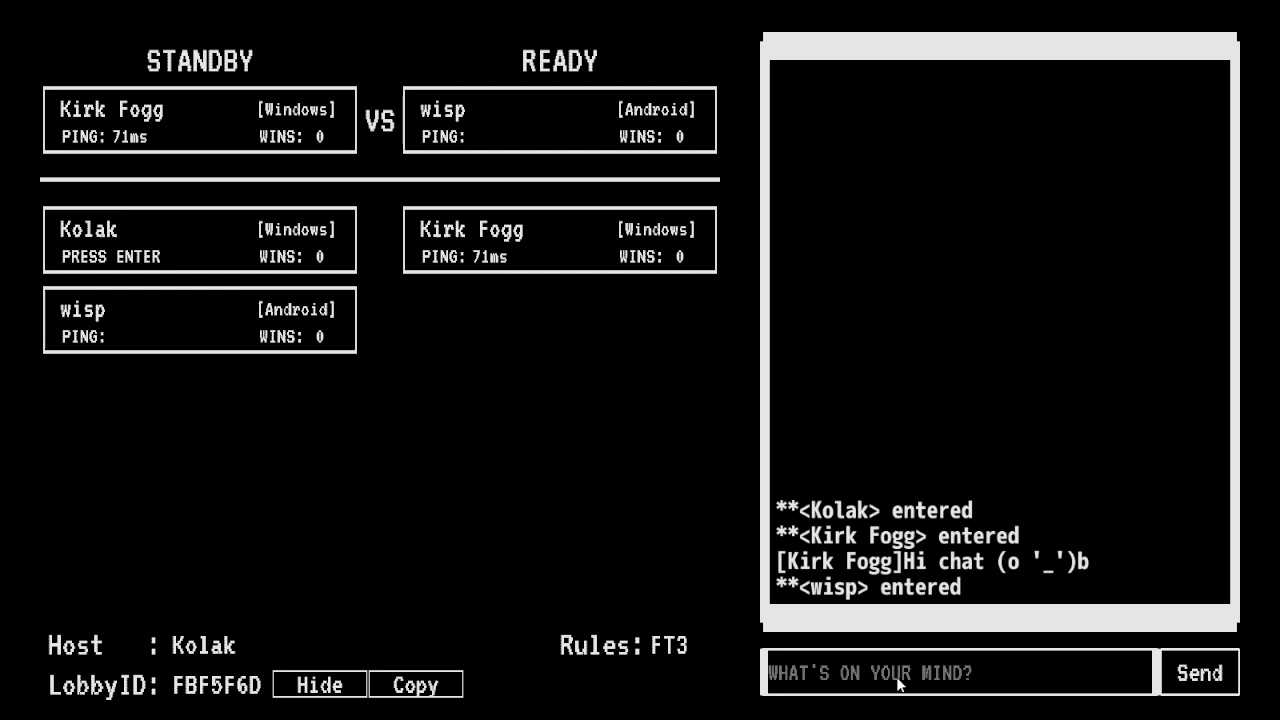 STANDBY READY
Kirk Fogg [Windows] VS wisp [Android]
PING: 71ms WINS: 0 PING: WINS: 0
Kolak [Windows] Kirk Fogg [Windows]
PRESS ENTER WINS: 0 PING: 71ms WINS: 0
wisp [Android]
PING: WINS: 0
**<Kolak> entered
**<Kirk Fogg> entered
[Kirk Fogg]Hi chat (o '_')b
**<wisp> entered
Host : Kolak Rules: FT3
LobbyID: FBF5F6D Hide Copy
WHAT'S ON YOUR MIND? Send